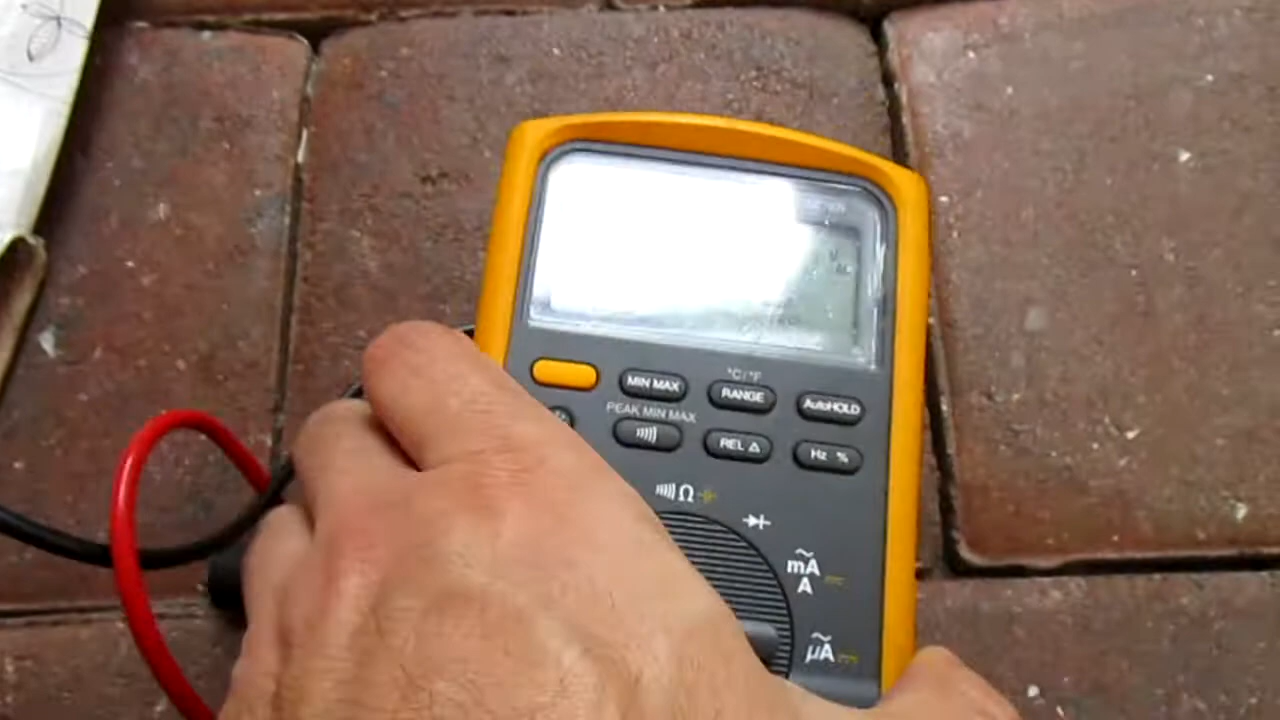 °C/°F
MIN MAX
RANGE
AutoHOLD
PEAK MIN MAX
REL Δ
Hz %
Ω
mA
A
µA